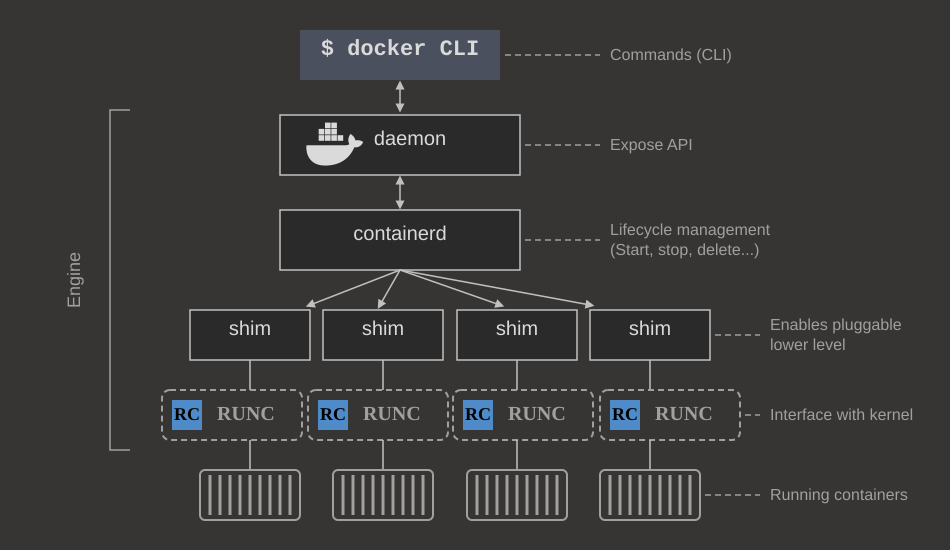 $ docker CLI
Commands (CLI)
daemon
Expose API
containerd
Lifecycle management
(Start, stop, delete...)
Engine
shim
shim
shim
shim
Enables pluggable
lower level
RC RUNC
RC RUNC
RC RUNC
RC RUNC
Interface with kernel
Running containers